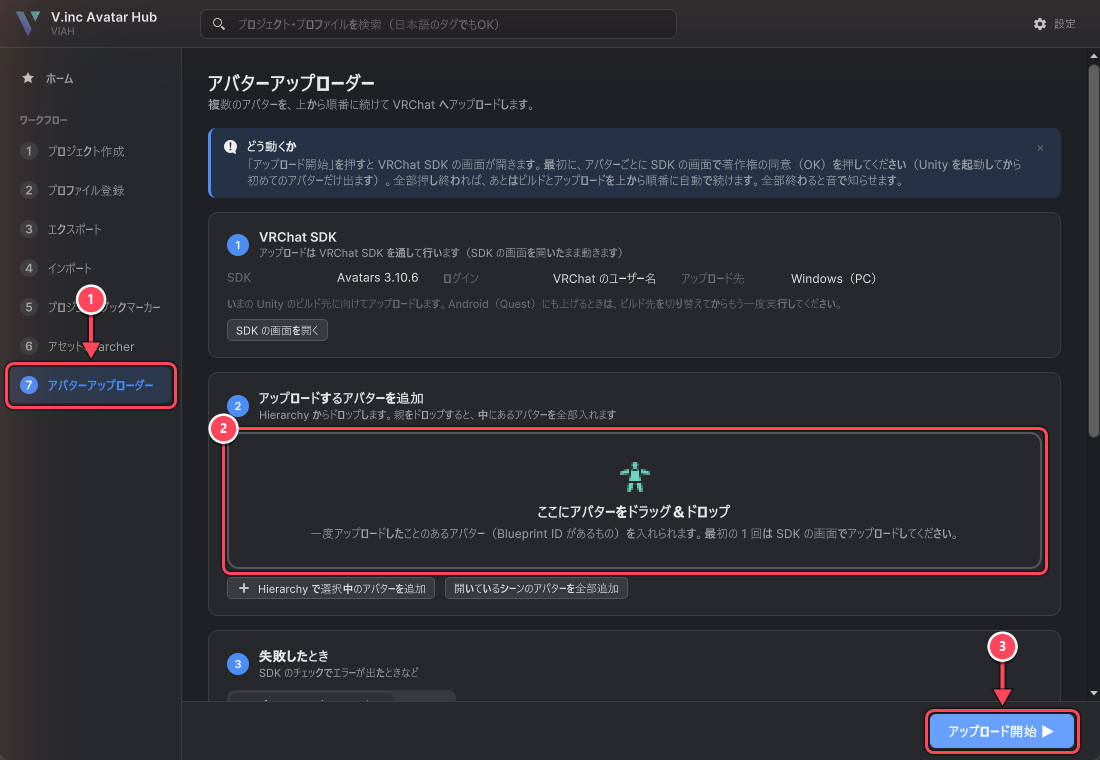 V.inc Avatar Hub
VIAH
プロジェクト・プロファイルを検索（日本語のタグでもOK）
設定
ホーム
ワークフロー
1 プロジェクト作成
2 プロファイル登録
3 エクスポート
4 インポート
1
5
ックマーカー
6 アセット
archer
7 アバターアップローダー
アバターアップローダー
複数のアバターを、上から順番に続けて VRChat へアップロードします。
どう動くか
「アップロード開始」を押すと VRChat SDK の画面が開きます。最初に、アバターごとに SDK の画面で著作権の同意（OK）を押してください（Unity を起動してから
初めてのアバターだけ出ます）。全部押し終われば、あとはビルドとアップロードを上から順番に自動で続けます。全部終わると音で知らせます。
1 VRChat SDK
アップロードは VRChat SDK を通して行います（SDK の画面を開いたまま動きます）
SDK Avatars 3.10.6 ログイン VRChat のユーザー名 アップロード先 Windows（PC）
いまの Unity のビルド先に向けてアップロードします。Android（Quest）にも上げるときは、ビルド先を切り替えてからもう一度実行してください。
SDK の画面を開く
2 アップロードするアバターを追加
Hierarchy からドロップします。親をドロップすると、中にあるアバターを全部入れます
2
ここにアバターをドラッグ＆ドロップ
一度アップロードしたことのあるアバター（Blueprint ID があるもの）を入れられます。最初の 1 回は SDK の画面でアップロードしてください。
＋ Hierarchy で選択中のアバターを追加
開いているシーンのアバターを全部追加
3 失敗したとき
SDK のチェックでエラーが出たときなど
3
アップロード開始 ▶